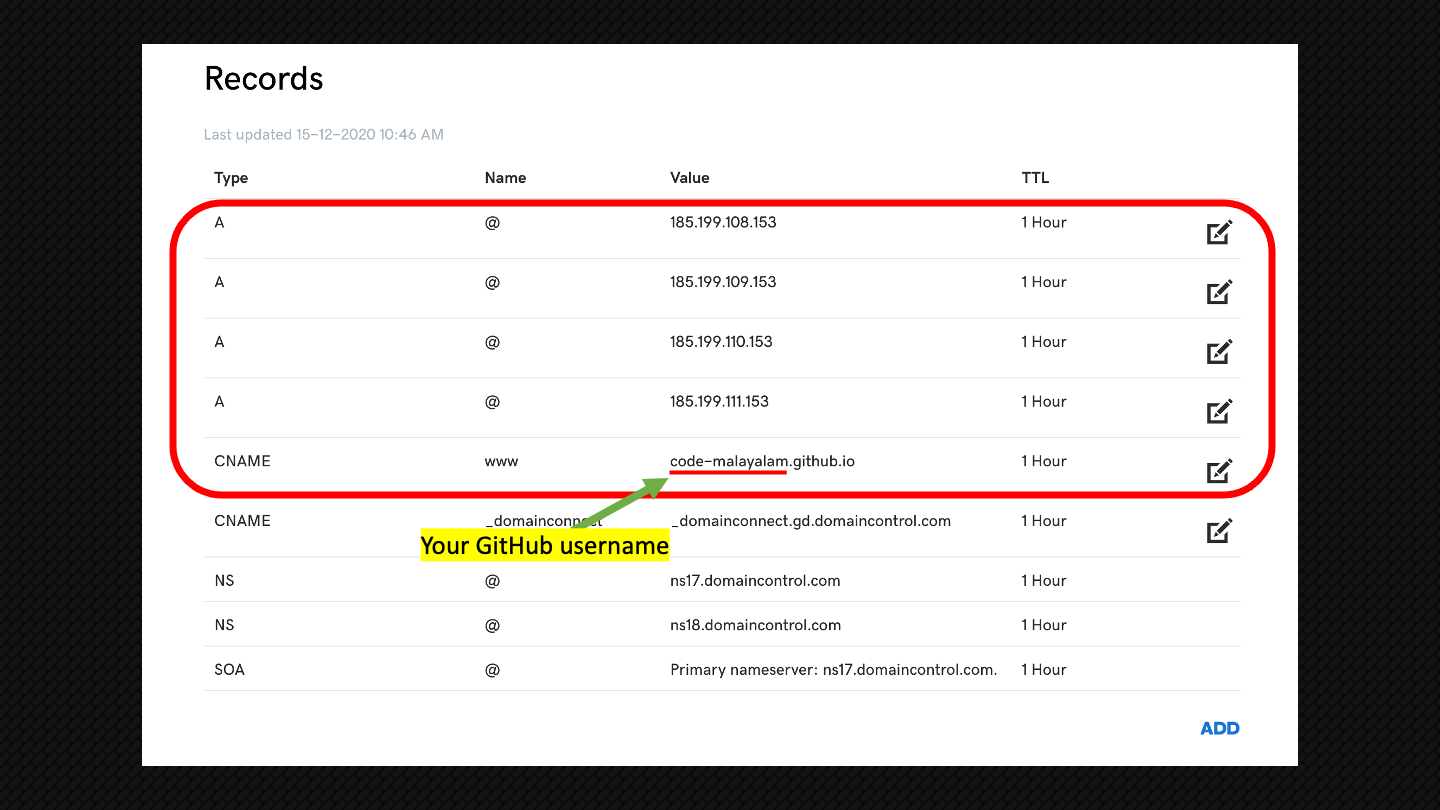 Records
Last updated 15-12-2020 10:46 AM
Type Name Value TTL
A @ 185.199.108.153 1 Hour
A @ 185.199.109.153 1 Hour
A @ 185.199.110.153 1 Hour
A @ 185.199.111.153 1 Hour
CNAME www code-malayalam.github.io 1 Hour
CNAME _domainconnect _domainconnect.gd.domaincontrol.com 1 Hour
Your GitHub username
NS @ ns17.domaincontrol.com 1 Hour
NS @ ns18.domaincontrol.com 1 Hour
SOA @ Primary nameserver: ns17.domaincontrol.com. 1 Hour
ADD